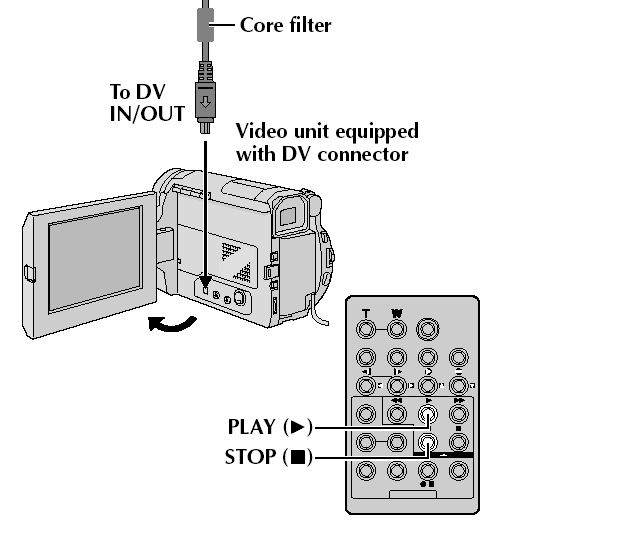 Core filter
To DV
IN/OUT
Video unit equipped
with DV connector
T W
PLAY (►)
STOP (■)